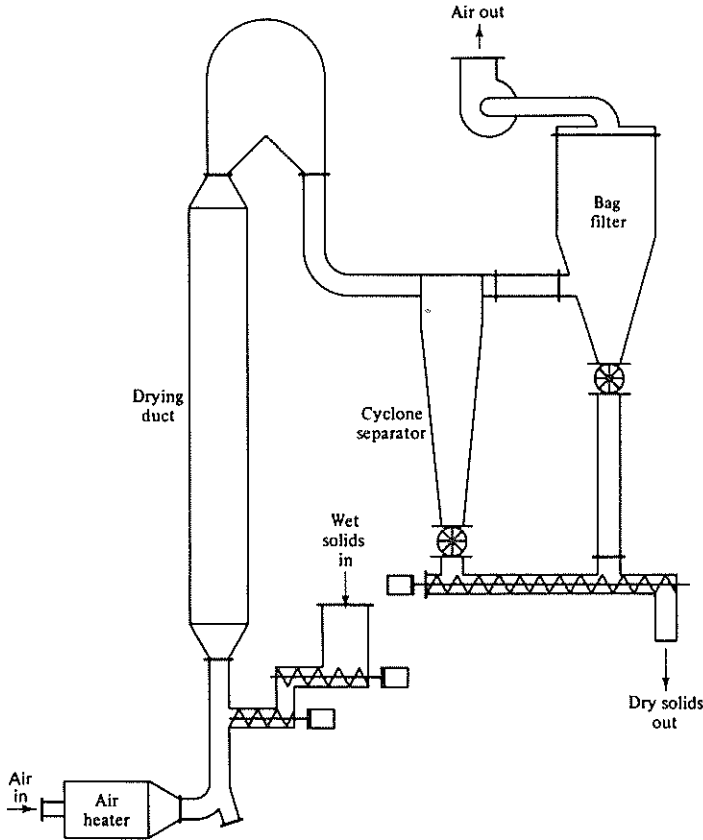 Air out
Bag
filter
Drying
duct
Cyclone
separator
Wet
solids
in
Dry solids
out
Air
in
Air
heater